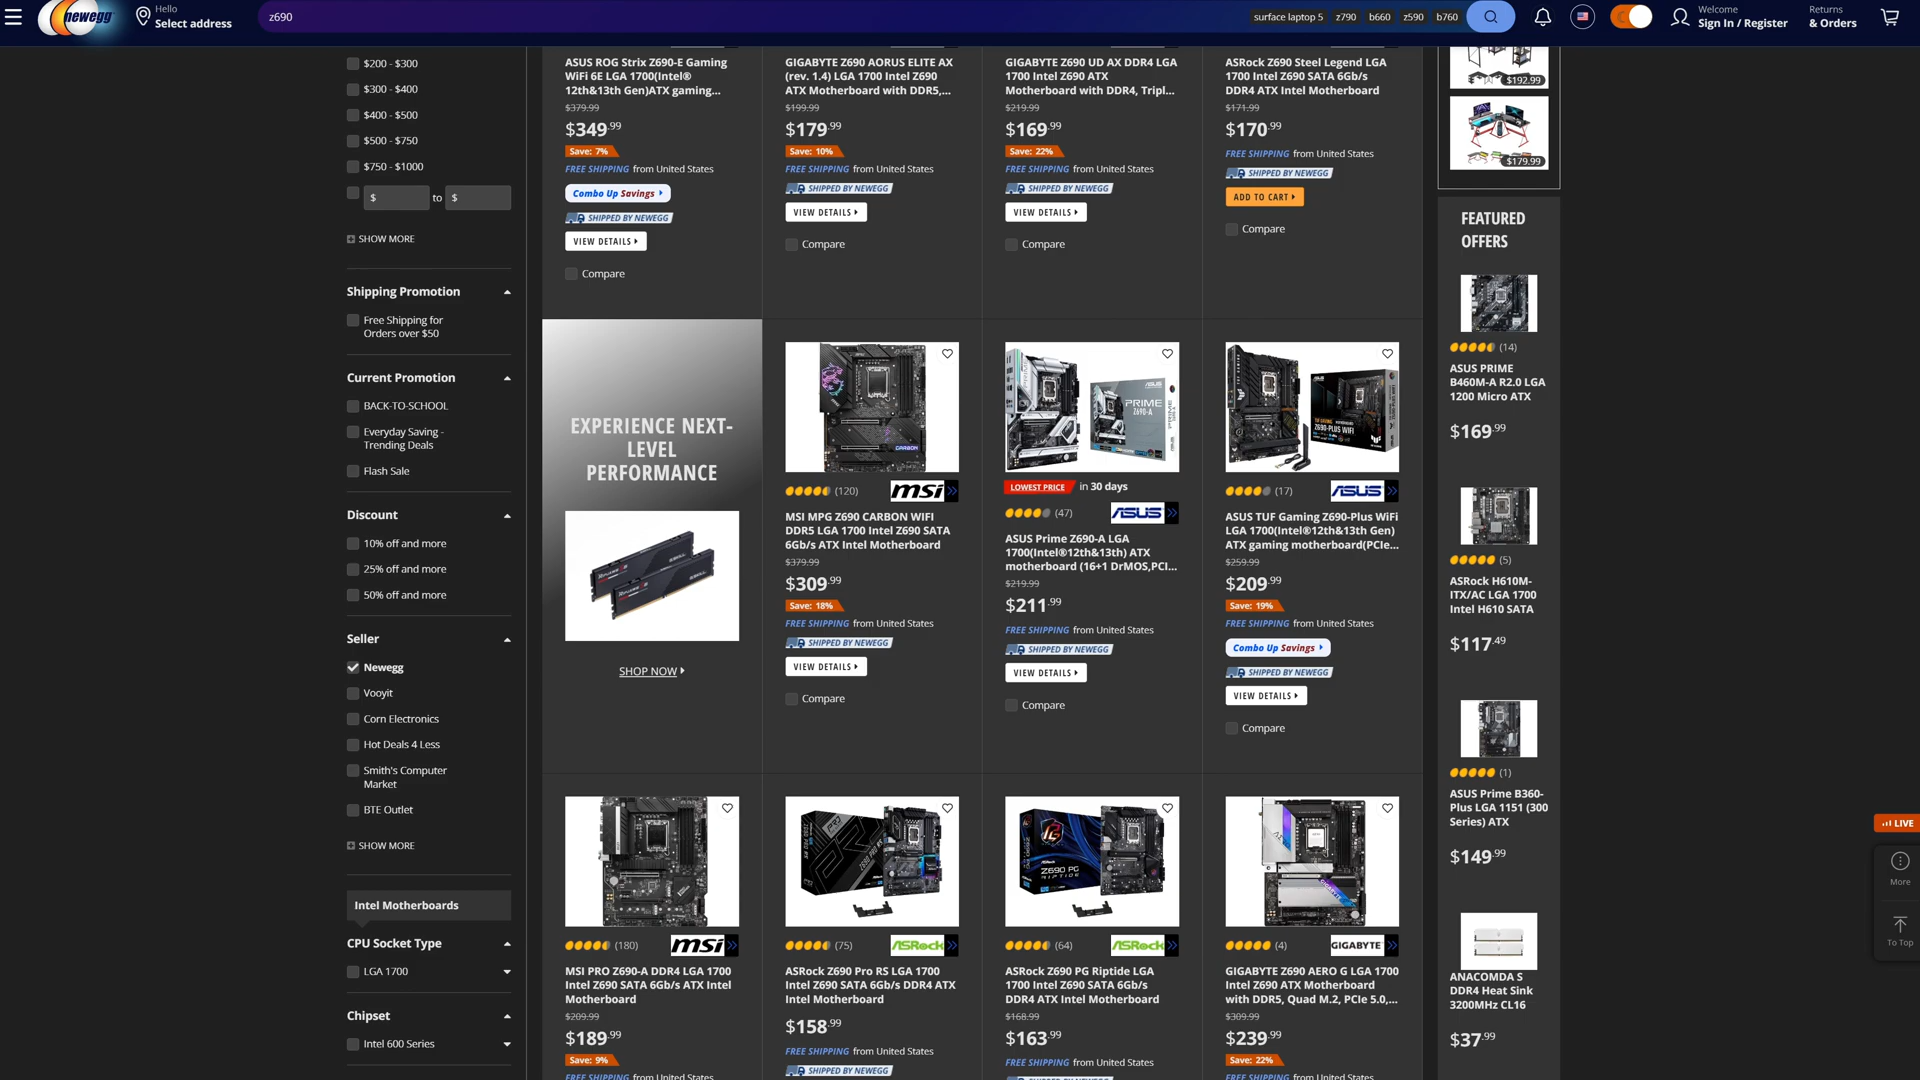 newegg
Hello
Select address
z690
surface laptop 5
z790
b660
z590
b760
Welcome
Sign In / Register
Returns
& Orders
$200 - $300
$300 - $400
$400 - $500
$500 - $750
$750 - $1000
$ to $
SHOW MORE
Shipping Promotion
Free Shipping for
Orders over $50
Current Promotion
BACK-TO-SCHOOL
Everyday Saving -
Trending Deals
Flash Sale
Discount
10% off and more
25% off and more
50% off and more
Seller
Newegg
Vooyit
Corn Electronics
Hot Deals 4 Less
Smith's Computer
Market
BTE Outlet
SHOW MORE
Intel Motherboards
CPU Socket Type
LGA 1700
Chipset
Intel 600 Series
ASUS ROG Strix Z690-E Gaming
WiFi 6E LGA 1700(Intel®
12th&13th Gen)ATX gaming...
$379.99
$349.99
Save: 7%
FREE SHIPPING from United States
Combo Up Savings
SHIPPED BY NEWEGG
VIEW DETAILS
Compare
GIGABYTE Z690 AORUS ELITE AX
(rev. 1.4) LGA 1700 Intel Z690
ATX Motherboard with DDR5,...
$199.99
$179.99
Save: 10%
FREE SHIPPING from United States
SHIPPED BY NEWEGG
VIEW DETAILS
Compare
GIGABYTE Z690 UD AX DDR4 LGA
1700 Intel Z690 ATX
Motherboard with DDR4, Tripl...
$219.99
$169.99
Save: 22%
FREE SHIPPING from United States
SHIPPED BY NEWEGG
VIEW DETAILS
Compare
ASRock Z690 Steel Legend LGA
1700 Intel Z690 SATA 6Gb/s
DDR4 ATX Intel Motherboard
$171.99
$170.99
FREE SHIPPING from United States
SHIPPED BY NEWEGG
ADD TO CART
Compare
EXPERIENCE NEXT-
LEVEL
PERFORMANCE
SHOP NOW
CARBON
(120)
msi
MSI MPG Z690 CARBON WIFI
DDR5 LGA 1700 Intel Z690 SATA
6Gb/s ATX Intel Motherboard
$379.99
$309.99
Save: 18%
FREE SHIPPING from United States
SHIPPED BY NEWEGG
VIEW DETAILS
Compare
PRIME
Z690-A
LOWEST PRICE in 30 days
(47)
ASUS
ASUS Prime Z690-A LGA
1700(Intel®12th&13th) ATX
motherboard (16+1 DrMOS,PCI...
$219.99
$211.99
FREE SHIPPING from United States
SHIPPED BY NEWEGG
VIEW DETAILS
Compare
Z690-PLUS WIFI
(17)
ASUS
ASUS TUF Gaming Z690-Plus WiFi
LGA 1700(Intel®12th&13th Gen)
ATX gaming motherboard(PCIe...
$259.99
$209.99
Save: 19%
FREE SHIPPING from United States
Combo Up Savings
SHIPPED BY NEWEGG
VIEW DETAILS
Compare
(180)
msi
MSI PRO Z690-A DDR4 LGA 1700
Intel Z690 SATA 6Gb/s ATX Intel
Motherboard
$209.99
$189.99
Save: 9%
FREE SHIPPING from United States
(75)
ASRock
ASRock Z690 Pro RS LGA 1700
Intel Z690 SATA 6Gb/s DDR4 ATX
Intel Motherboard
$158.99
FREE SHIPPING from United States
SHIPPED BY NEWEGG
Z690 PG
RIPTIDE
(64)
ASRock
ASRock Z690 PG Riptide LGA
1700 Intel Z690 SATA 6Gb/s
DDR4 ATX Intel Motherboard
$168.99
$163.99
FREE SHIPPING from United States
SHIPPED BY NEWEGG
(4)
GIGABYTE
GIGABYTE Z690 AERO G LGA 1700
Intel Z690 ATX Motherboard
with DDR5, Quad M.2, PCIe 5.0,...
$309.99
$239.99
Save: 22%
FREE SHIPPING from United States
$192.99
$179.99
FEATURED
OFFERS
(14)
ASUS PRIME
B460M-A R2.0 LGA
1200 Micro ATX
$169.99
(5)
ASRock H610M-
ITX/AC LGA 1700
Intel H610 SATA
$117.49
(1)
ASUS Prime B360-
Plus LGA 1151 (300
Series) ATX
$149.99
ANACOMDA S
DDR4 Heat Sink
3200MHz CL16
$37.99
LIVE
More
To Top